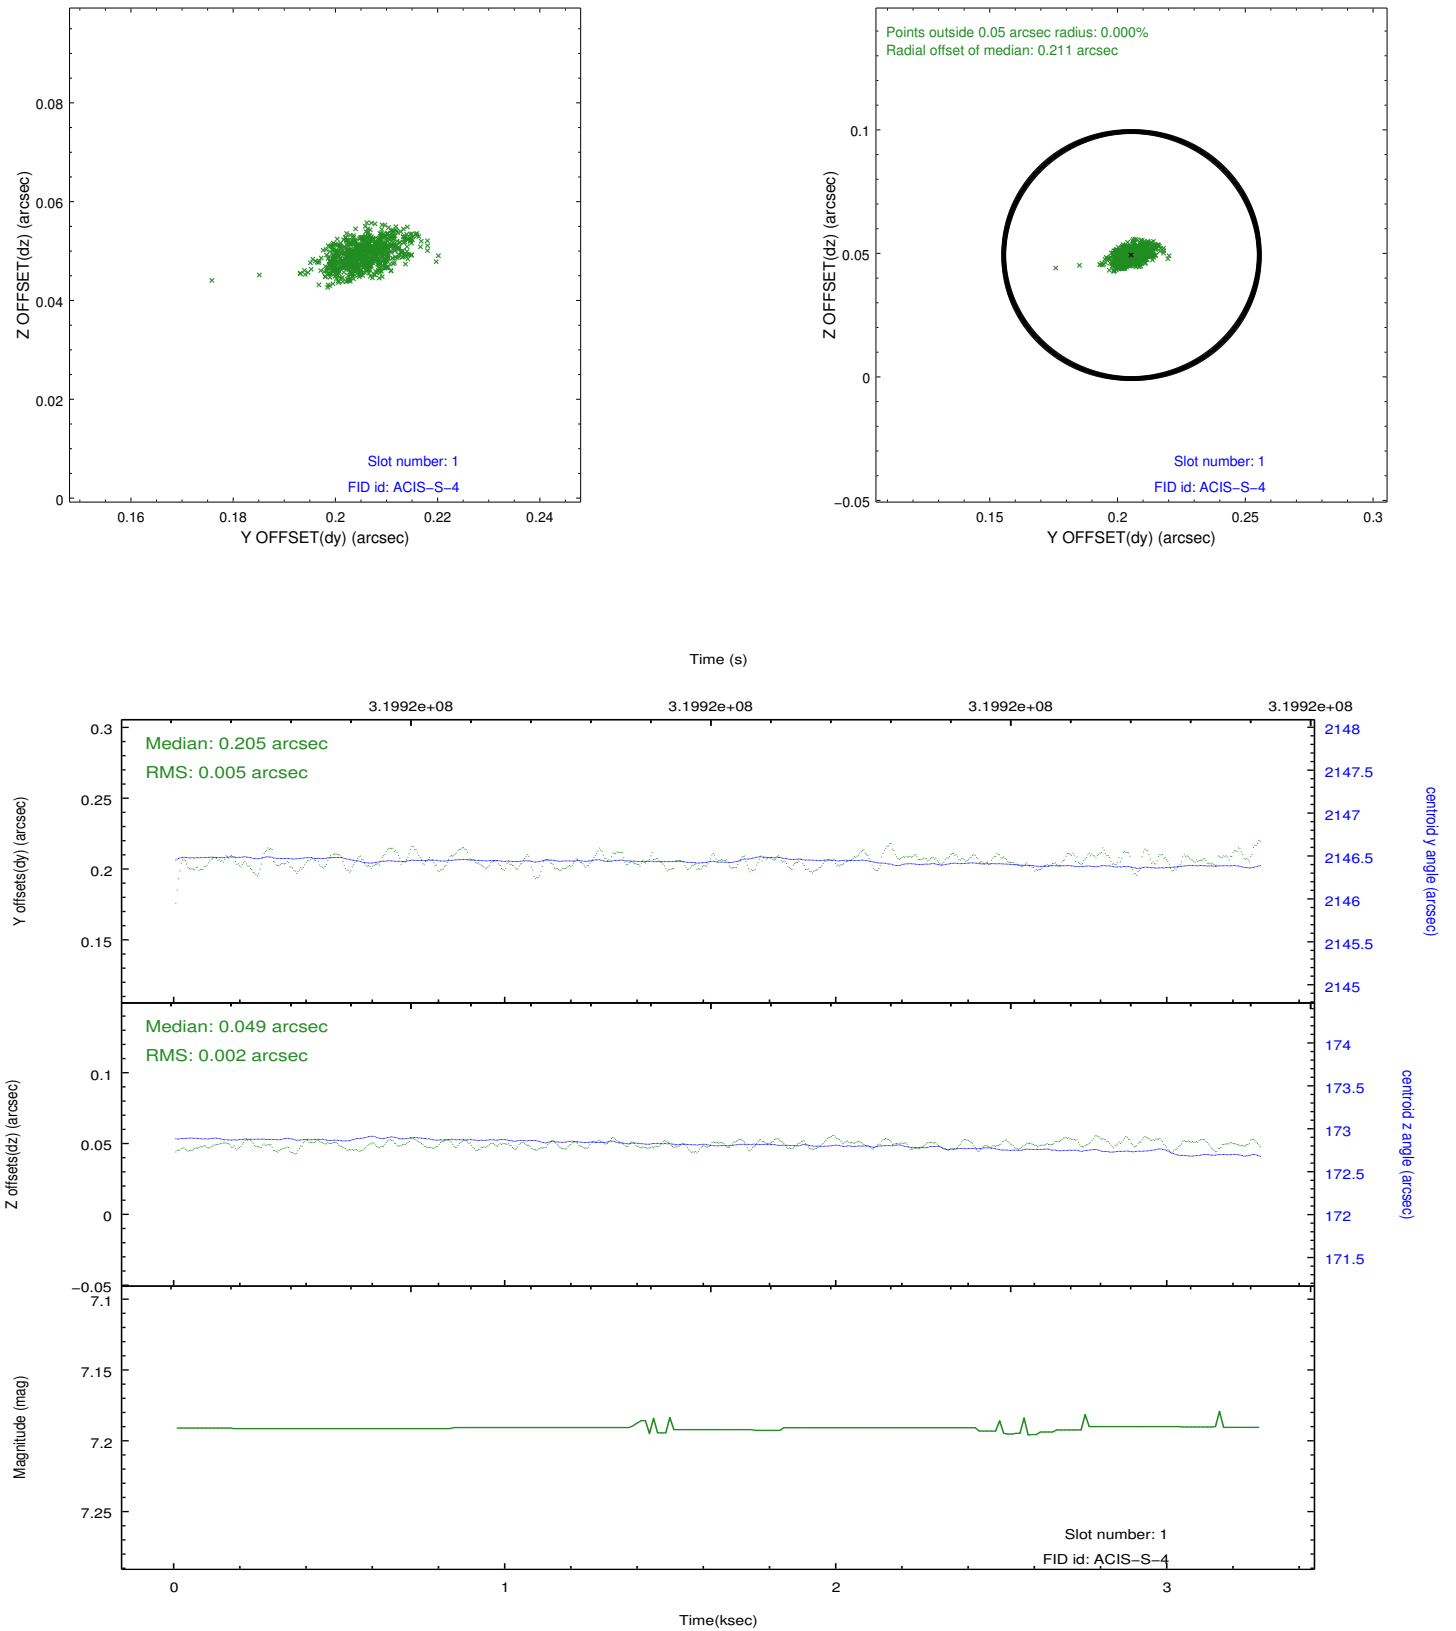 0.08
0.06
0.04
0.02
0
0.16
0.18
0.2
0.22
0.24
Z OFFSET(dz) (arcsec)
Y OFFSET(dy) (arcsec)
Slot number: 1
FID id: ACIS−S−4
Points outside 0.05 arcsec radius: 0.000%
Radial offset of median: 0.211 arcsec
0.1
0.05
0
−0.05
0.15
0.2
0.25
0.3
Z OFFSET(dz) (arcsec)
Y OFFSET(dy) (arcsec)
Slot number: 1
FID id: ACIS−S−4
Time (s)
3.1992e+08
3.1992e+08
3.1992e+08
3.1992e+08
Median: 0.205 arcsec
RMS: 0.005 arcsec
0.3
0.25
0.2
0.15
Y offsets(dy) (arcsec)
2148
2147.5
2147
2146.5
2146
2145.5
2145
centroid y angle (arcsec)
Median: 0.049 arcsec
RMS: 0.002 arcsec
0.1
0.05
0
−0.05
Z offsets(dz) (arcsec)
174
173.5
173
172.5
172
171.5
centroid z angle (arcsec)
7.1
7.15
7.2
7.25
Magnitude (mag)
Slot number: 1
FID id: ACIS−S−4
0
1
2
3
Time(ksec)